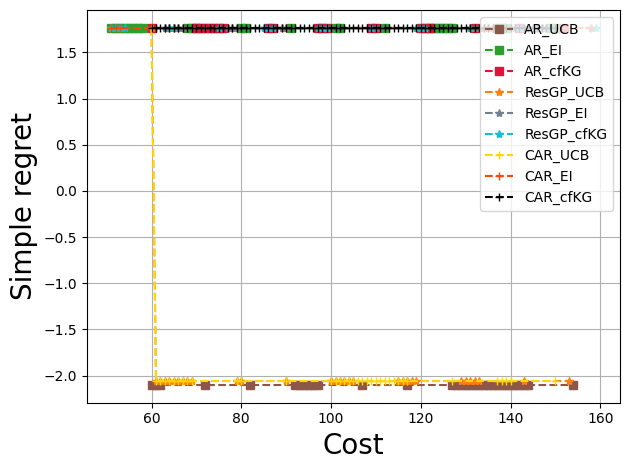 1.5
1.0
0.5
0.0
−0.5
−1.0
−1.5
−2.0
Simple regret
60
80
100
120
140
160
Cost
AR_UCB
AR_EI
AR_cfKG
ResGP_UCB
ResGP_EI
ResGP_cfKG
CAR_UCB
CAR_EI
CAR_cfKG